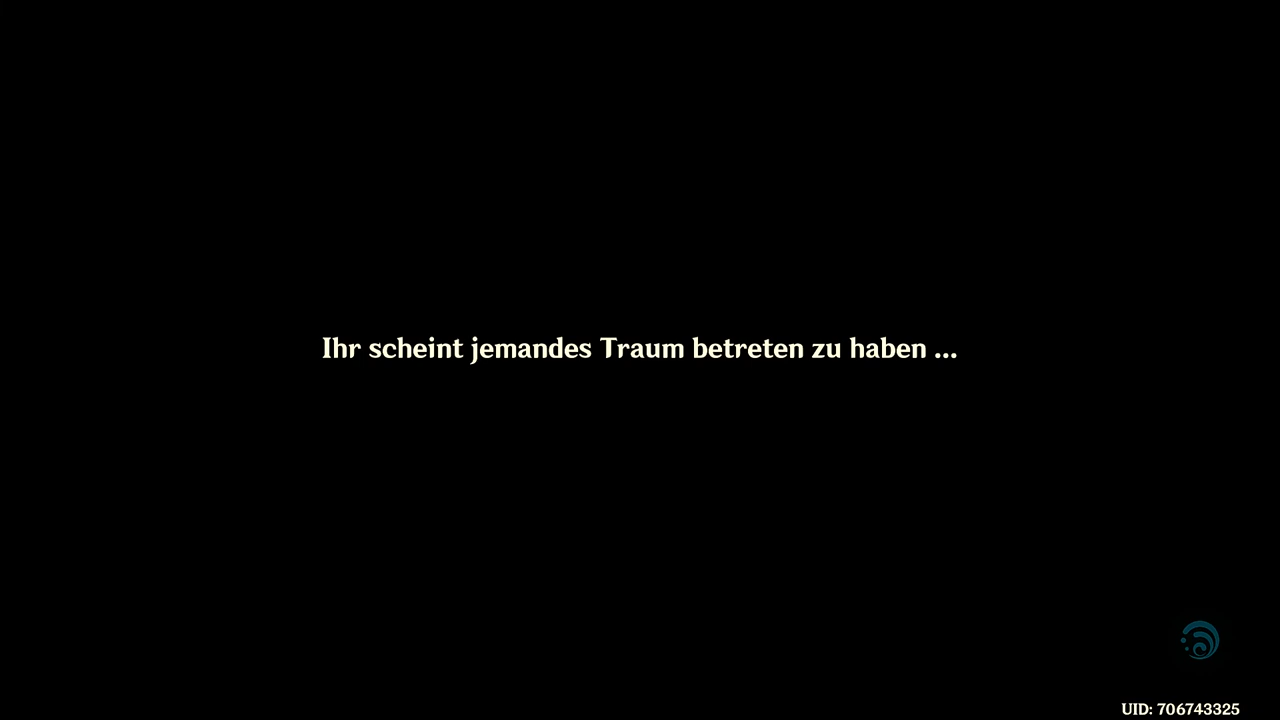 Ihr scheint jemandes Traum betreten zu haben ...
UID: 706743325